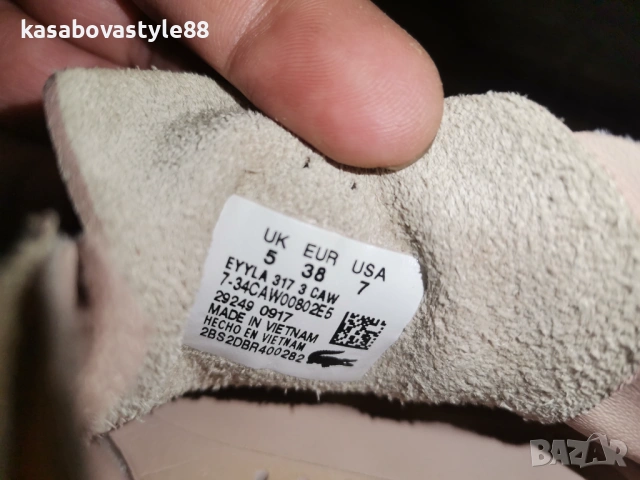 kasabovastyle88
UK EUR USA
5 38 7
EYYLA 317 3 CAW
7-34CAW00802E5
29249 0917
MADE IN VIETNAM
HECHO EN VIETNAM
2BS2DBR400282
BAZAR